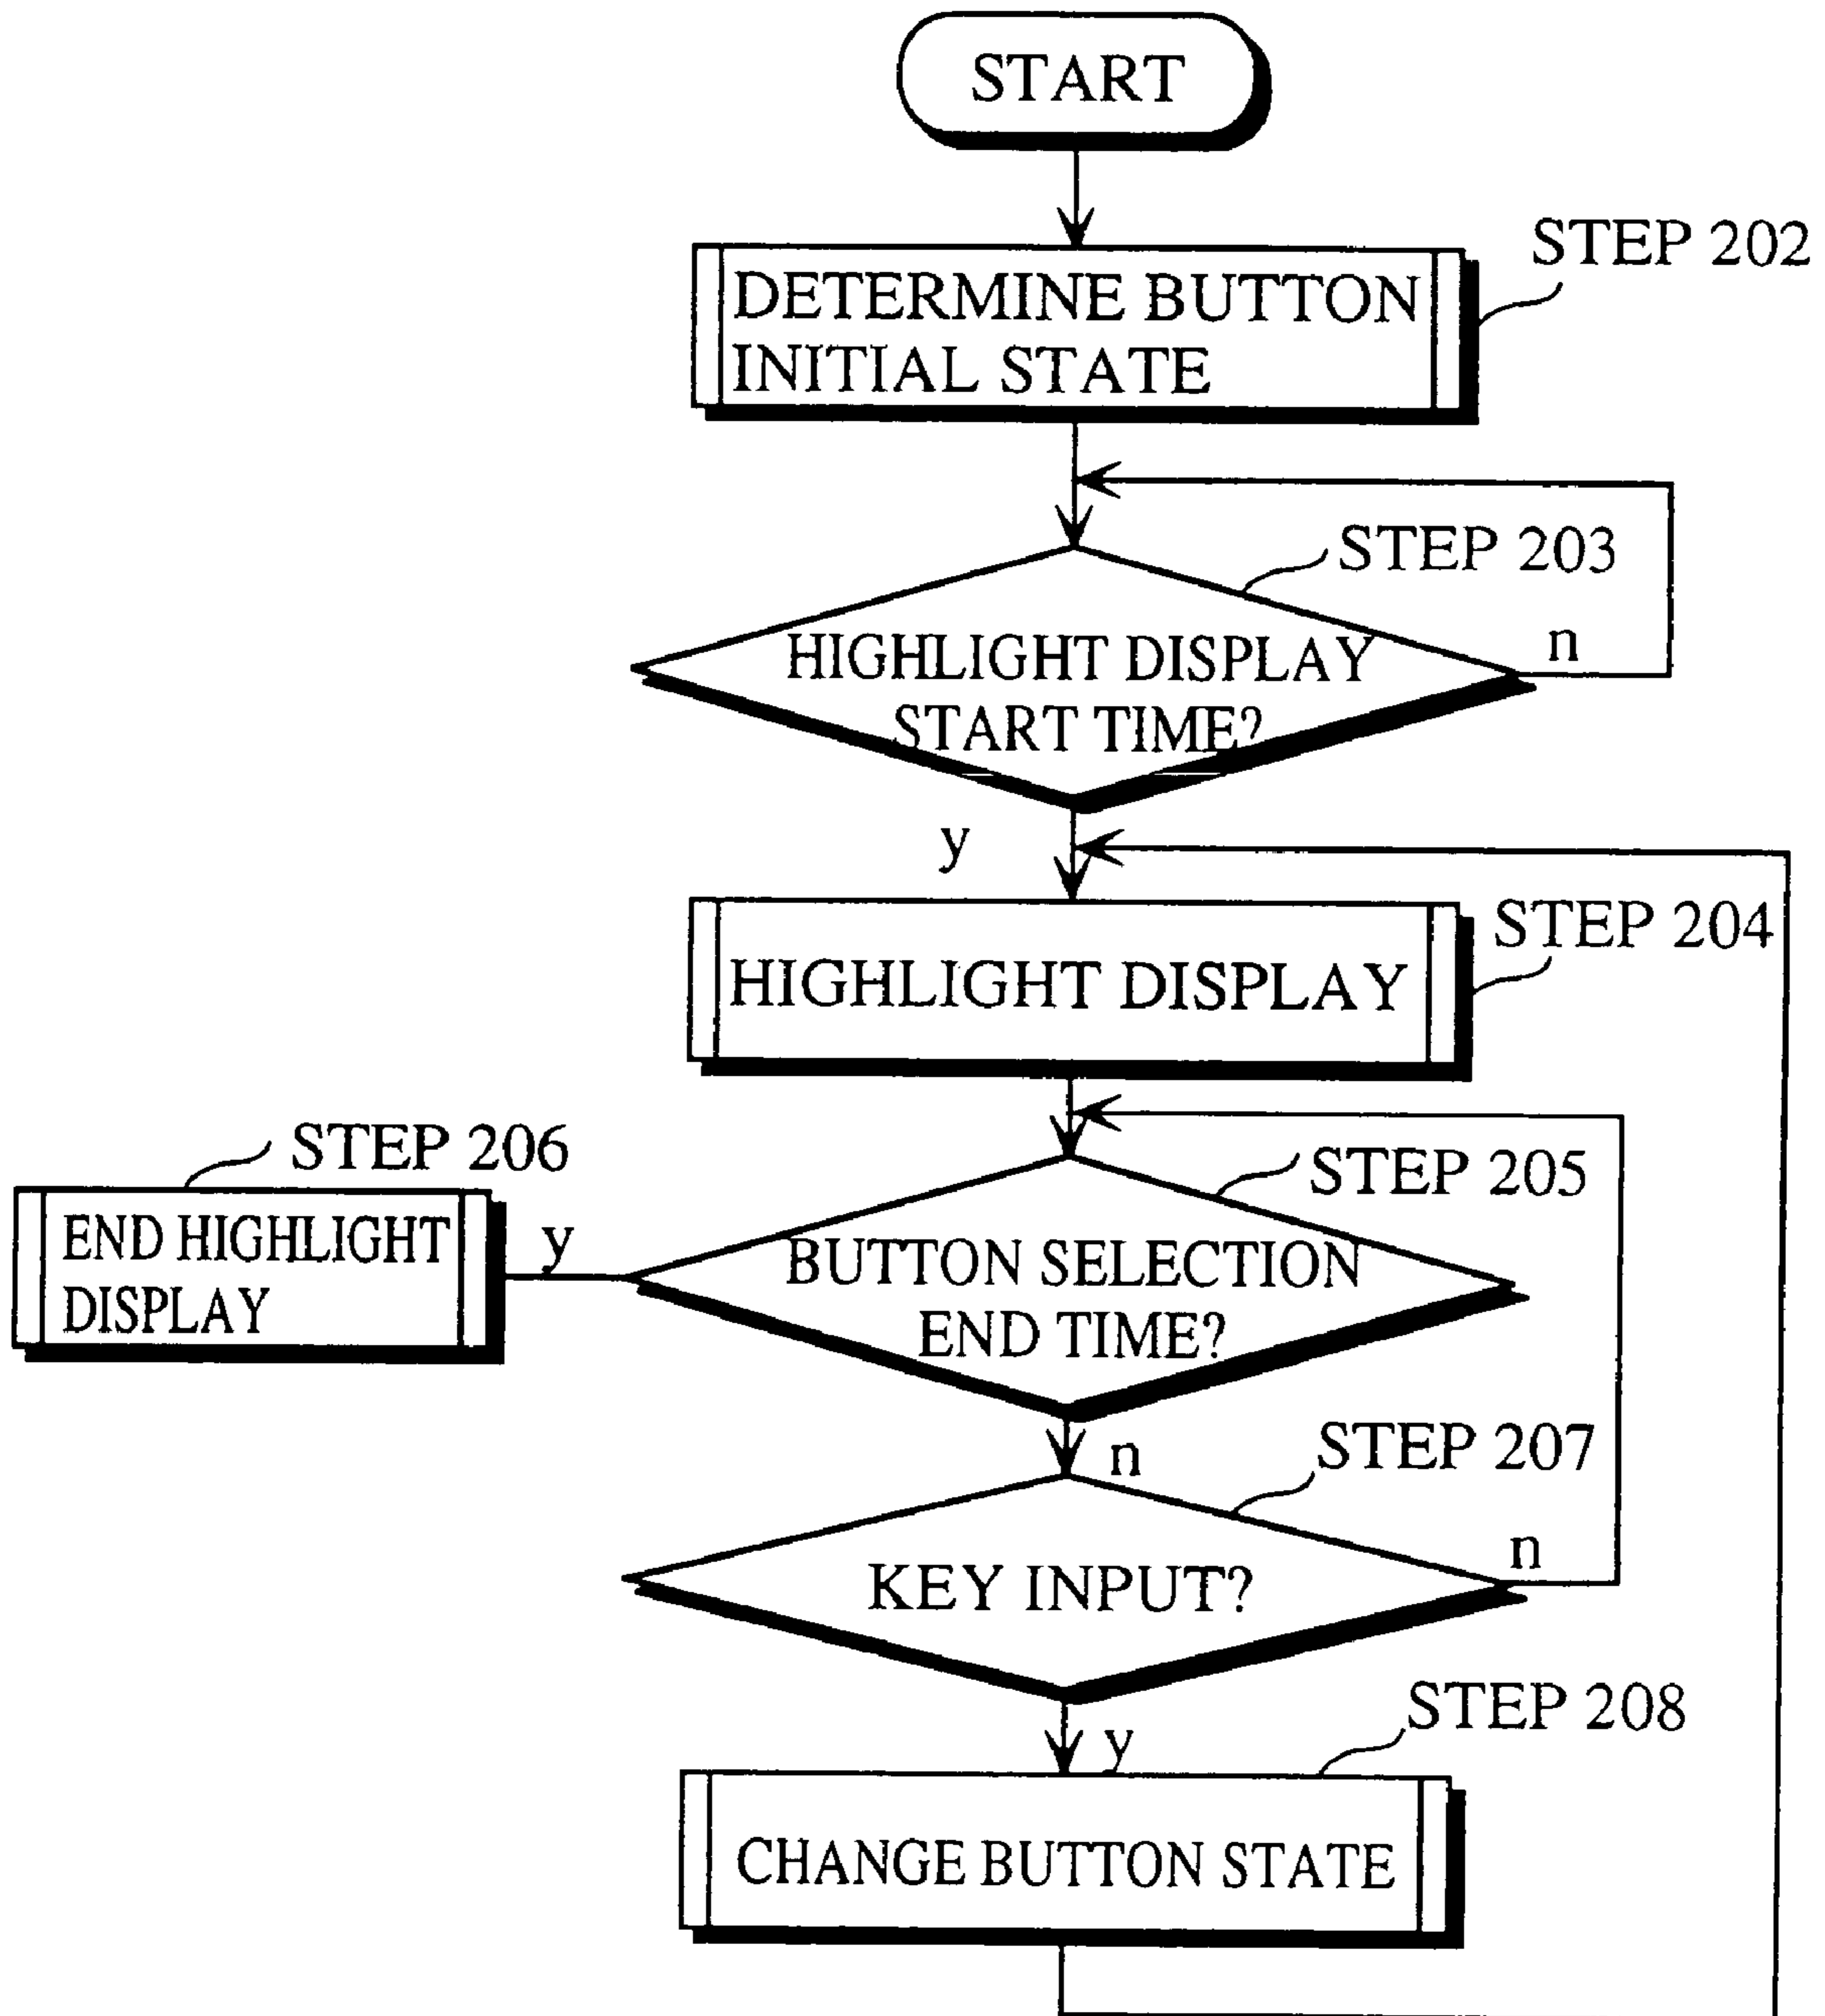 START
STEP 202
DETERMINE BUTTON
INITIAL STATE
STEP 203
HIGHLIGHT DISPLAY
START TIME?
n
y
STEP 204
HIGHLIGHT DISPLAY
STEP 206
STEP 205
END HIGHLIGHT
DISPLAY
y
BUTTON SELECTION
END TIME?
n
STEP 207
KEY INPUT?
n
y
STEP 208
CHANGE BUTTON STATE